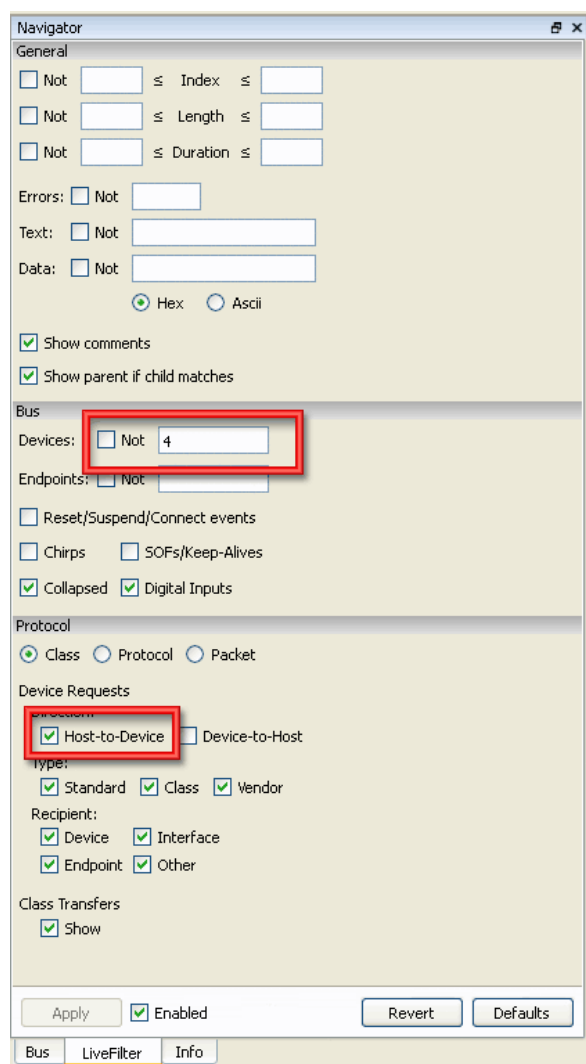 Navigator
General
Not ≤ Index ≤
Not ≤ Length ≤
Not ≤ Duration ≤
Errors: Not
Text: Not
Data: Not
Hex Ascii
Show comments
Show parent if child matches
Bus
Devices: Not 4
Endpoints: Not
Reset/Suspend/Connect events
Chirps SOFs/Keep-Alives
Collapsed Digital Inputs
Protocol
Class Protocol Packet
Device Requests
Direction:
Host-to-Device Device-to-Host
Type:
Standard Class Vendor
Recipient:
Device Interface
Endpoint Other
Class Transfers
Show
Apply Enabled Revert Defaults
Bus LiveFilter Info